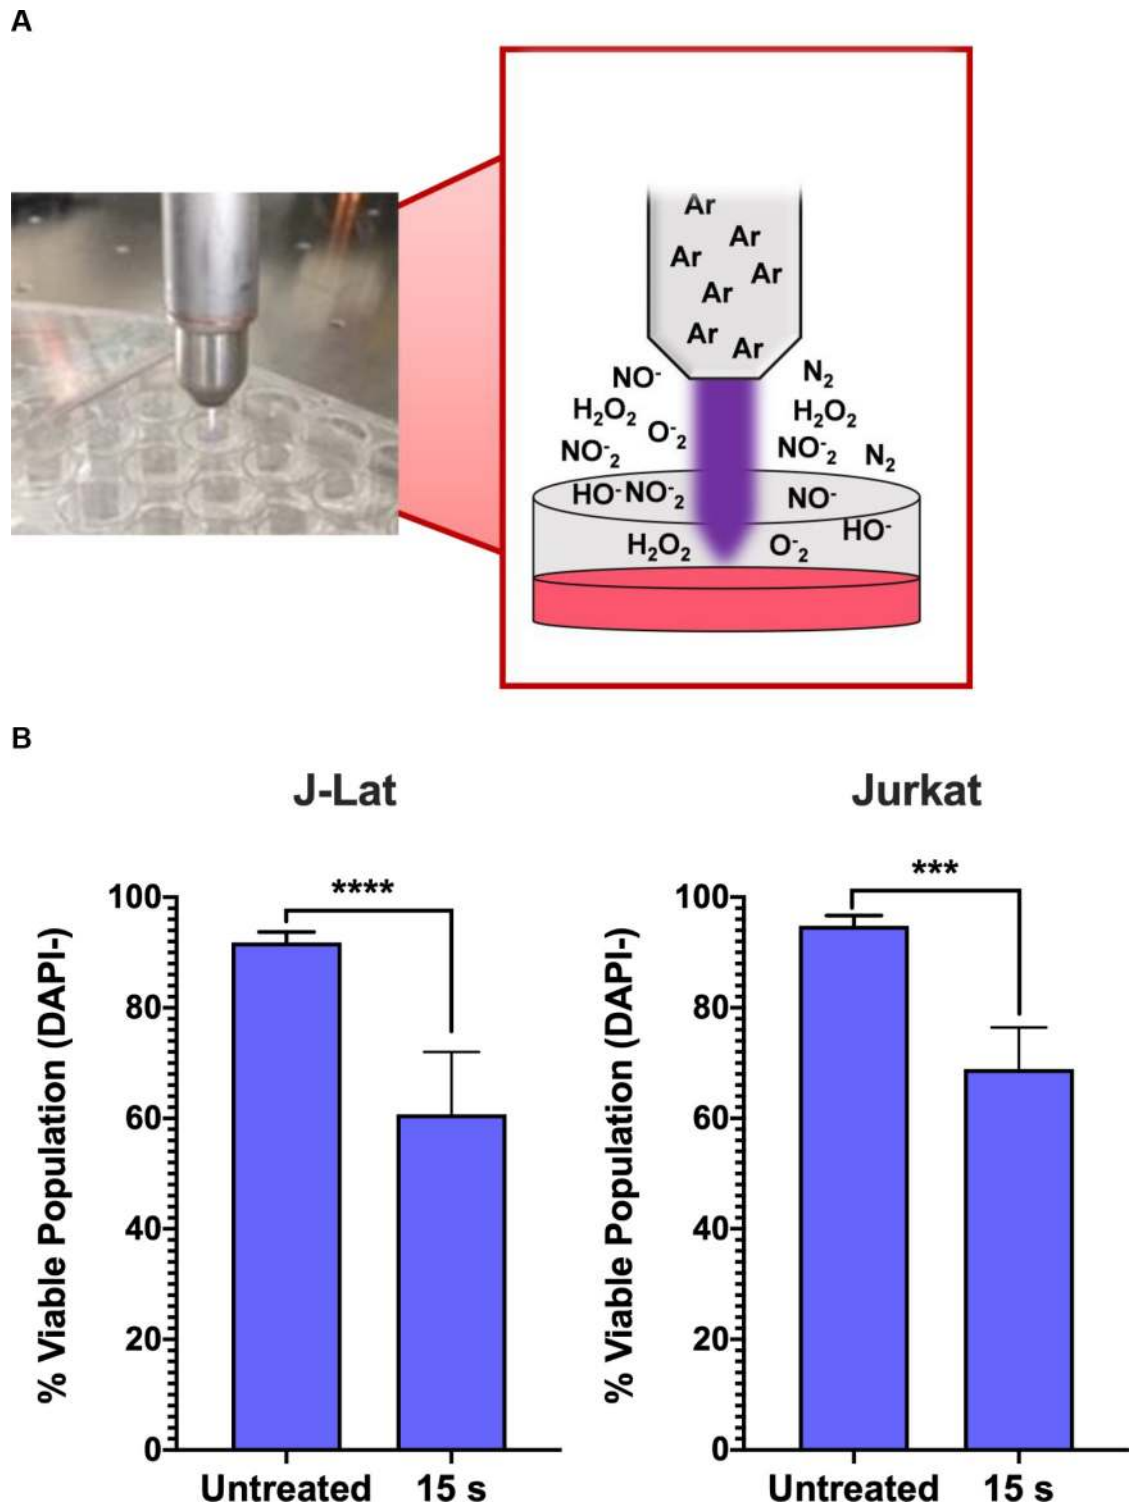 A
Ar
Ar
Ar
Ar
Ar
Ar
Ar
NO⁻ N₂
H₂O₂ H₂O₂
O⁻₂
NO⁻₂ NO⁻₂ N₂
HO⁻ NO⁻₂ NO⁻
HO⁻
H₂O₂ O⁻₂
B
J-Lat
% Viable Population (DAPI-)
100
80
60
40
20
0
****
Untreated 15 s
Jurkat
% Viable Population (DAPI-)
100
80
60
40
20
0
***
Untreated 15 s